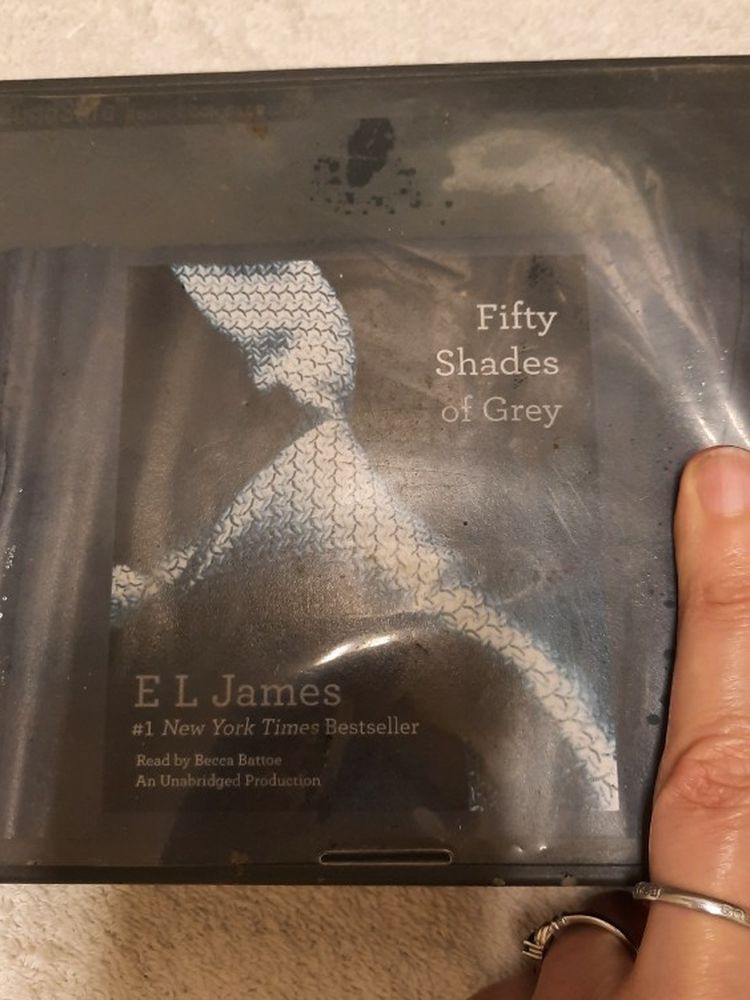 Fifty
Shades
of Grey
E L James
#1 New York Times Bestseller
Read by Becca Battoe
An Unabridged Production